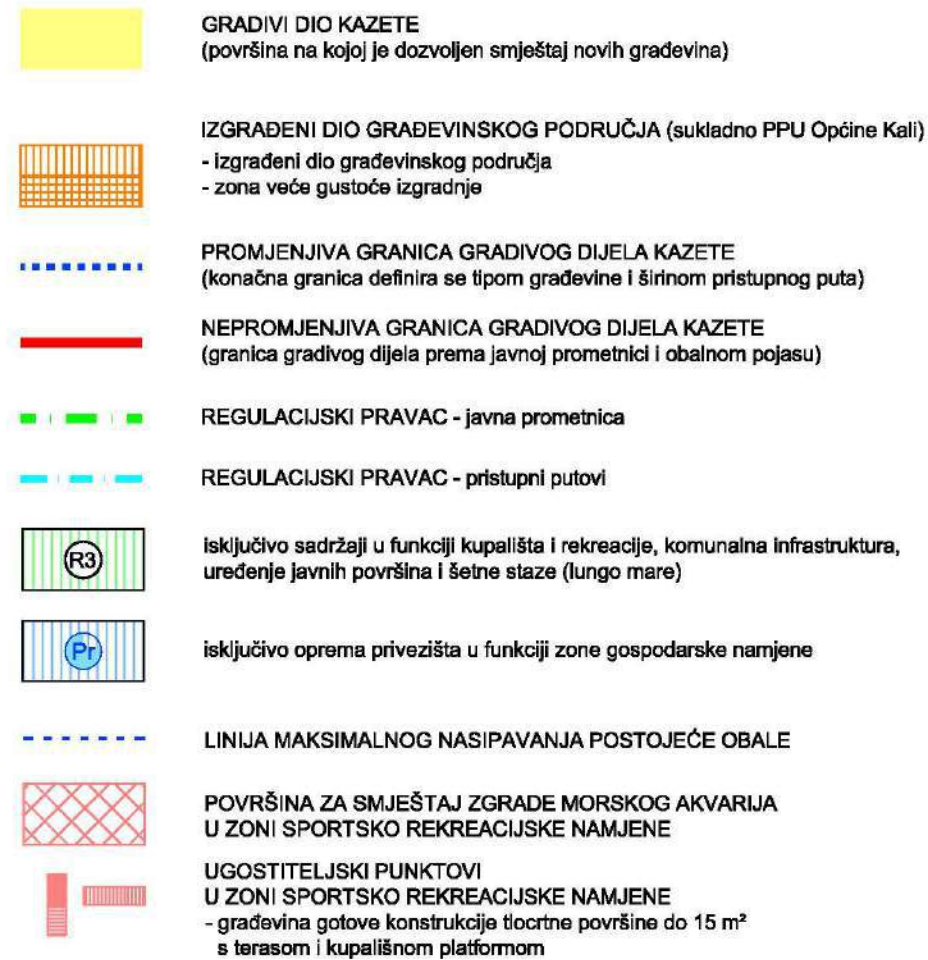 GRADIVI DIO KAZETE
(površina na kojoj je dozvoljen smještaj novih građevina)
IZGRAĐENI DIO GRAĐEVINSKOG PODRUČJA (sukladno PPU Općine Kali)
- izgrađeni dio građevinskog područja
- zona veće gustoće izgradnje
PROMJENJIVA GRANICA GRADIVOG DIJELA KAZETE
(konačna granica definira se tipom građevine i širinom pristupnog puta)
NEPROMJENJIVA GRANICA GRADIVOG DIJELA KAZETE
(granica gradivog dijela prema javnoj prometnici i obalnom pojasu)
REGULACIJSKI PRAVAC - javna prometnica
REGULACIJSKI PRAVAC - pristupni putovi
R3
isključivo sadržaji u funkciji kupališta i rekreacije, komunalna infrastruktura,
uređenje javnih površina i šetne staze (lungo mare)
Pr
isključivo oprema privezišta u funkciji zone gospodarske namjene
LINIJA MAKSIMALNOG NASIPAVANJA POSTOJEĆE OBALE
POVRŠINA ZA SMJEŠTAJ ZGRADE MORSKOG AKVARIJA
U ZONI SPORTSKO REKREACIJSKE NAMJENE
UGOSTITELJSKI PUNKTOVI
U ZONI SPORTSKO REKREACIJSKE NAMJENE
- građevina gotove konstrukcije tlocrtne površine do 15 m²
s terasom i kupališnom platformom